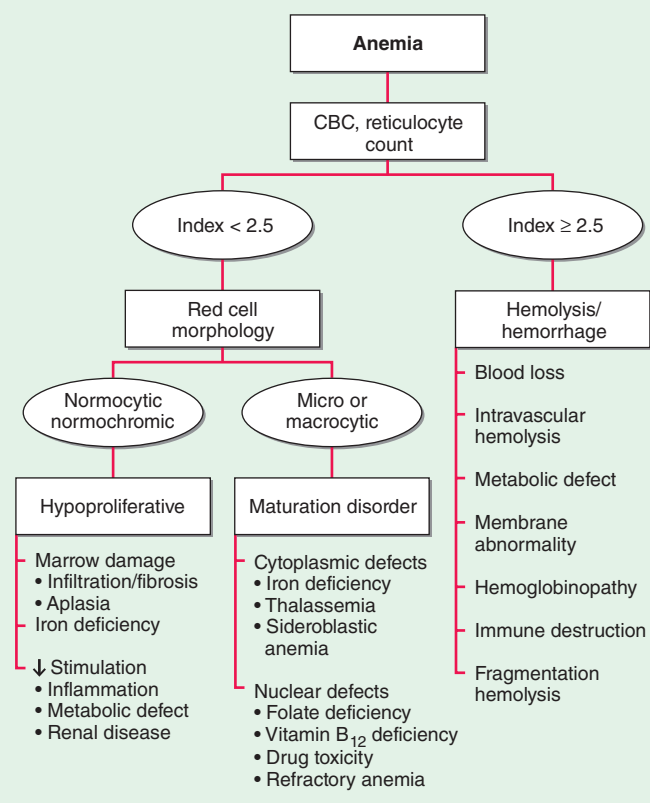 Anemia
CBC, reticulocyte
count
Index < 2.5
Index ≥ 2.5
Red cell
morphology
Hemolysis/
hemorrhage
Normocytic
normochromic
Micro or
macrocytic
Hypoproliferative
Maturation disorder
Marrow damage
• Infiltration/fibrosis
• Aplasia
Iron deficiency
↓ Stimulation
• Inflammation
• Metabolic defect
• Renal disease
Cytoplasmic defects
• Iron deficiency
• Thalassemia
• Sideroblastic
anemia
Nuclear defects
• Folate deficiency
• Vitamin B12 deficiency
• Drug toxicity
• Refractory anemia
Blood loss
Intravascular
hemolysis
Metabolic defect
Membrane
abnormality
Hemoglobinopathy
Immune destruction
Fragmentation
hemolysis